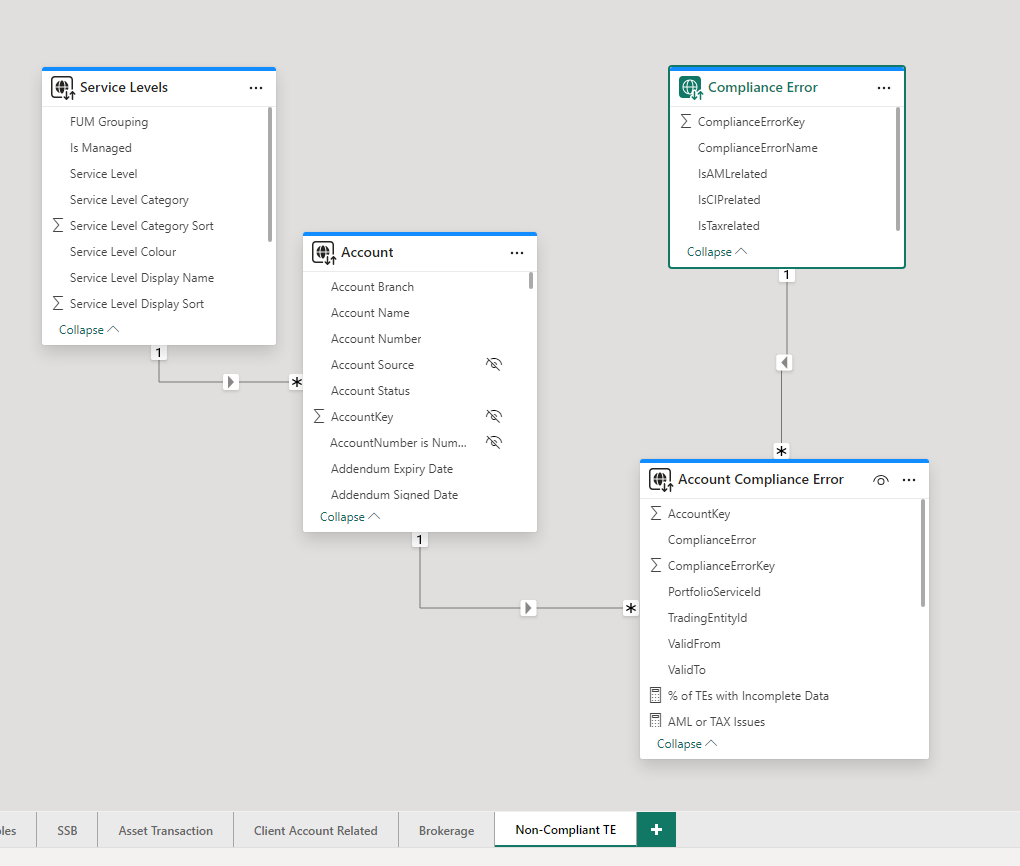 Service Levels
FUM Grouping
Is Managed
Service Level
Service Level Category
Service Level Category Sort
Service Level Colour
Service Level Display Name
Service Level Display Sort
Collapse
1
*
Account
Account Branch
Account Name
Account Number
Account Source
Account Status
AccountKey
AccountNumber is Num...
Addendum Expiry Date
Addendum Signed Date
Collapse
1
*
Compliance Error
ComplianceErrorKey
ComplianceErrorName
IsAMLrelated
IsCIPrelated
IsTaxrelated
Collapse
1
*
Account Compliance Error
AccountKey
ComplianceError
ComplianceErrorKey
PortfolioServiceId
TradingEntityId
ValidFrom
ValidTo
% of TEs with Incomplete Data
AML or TAX Issues
Collapse
les SSB Asset Transaction Client Account Related Brokerage Non-Compliant TE +